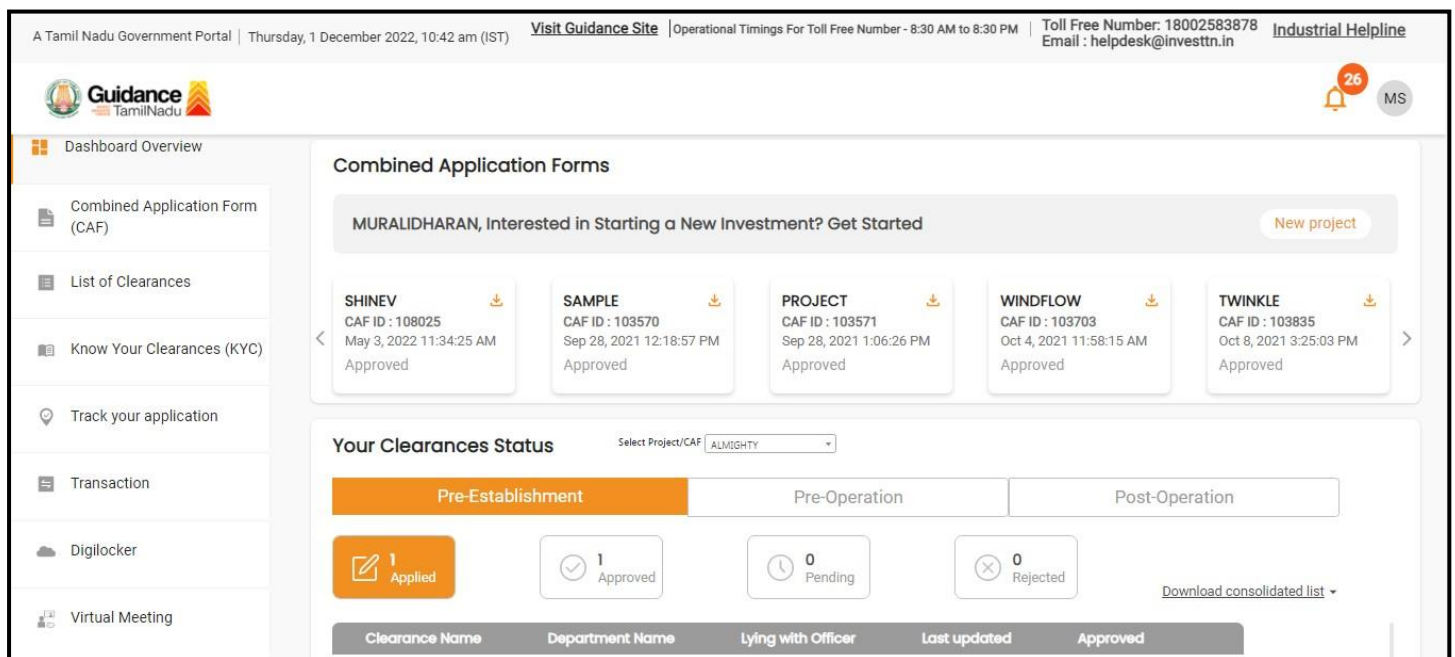 A Tamil Nadu Government Portal | Thursday, 1 December 2022, 10:42 am (IST) Visit Guidance Site | Operational Timings For Toll Free Number - 8:30 AM to 8:30 PM | Toll Free Number: 18002583878
Email : helpdesk@investtn.in
Industrial Helpline
Guidance
TamilNadu
26
MS
Dashboard Overview
Combined Application Form
(CAF)
List of Clearances
Know Your Clearances (KYC)
Track your application
Transaction
Digilocker
Virtual Meeting
Combined Application Forms
MURALIDHARAN, Interested in Starting a New Investment? Get Started
New project
SHINEV
CAF ID : 108025
May 3, 2022 11:34:25 AM
Approved
SAMPLE
CAF ID : 103570
Sep 28, 2021 12:18:57 PM
Approved
PROJECT
CAF ID : 103571
Sep 28, 2021 1:06:26 PM
Approved
WINDFLOW
CAF ID : 103703
Oct 4, 2021 11:58:15 AM
Approved
TWINKLE
CAF ID : 103835
Oct 8, 2021 3:25:03 PM
Approved
Your Clearances Status
Select Project/CAF ALMIGHTY
Pre-Establishment
Pre-Operation
Post-Operation
1
Applied
1
Approved
0
Pending
0
Rejected
Download consolidated list
Clearance Name Department Name Lying with Officer Last updated Approved